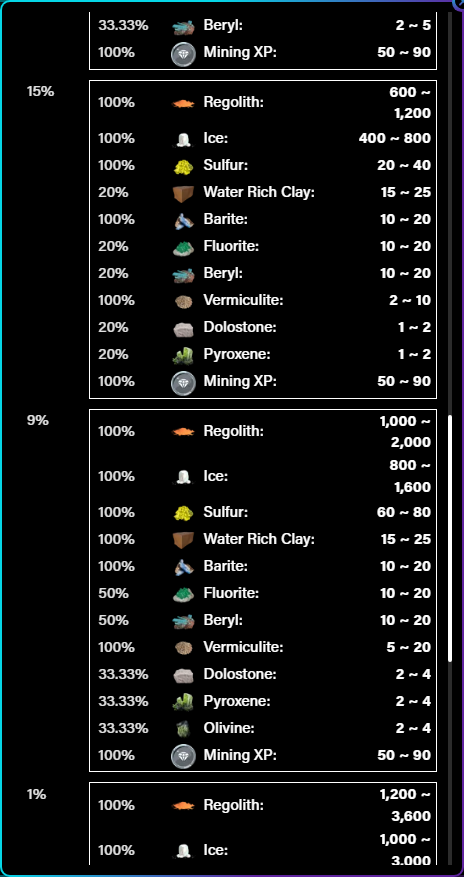 33.33% Beryl: 2 ~ 5
100% Mining XP: 50 ~ 90
15%
100% Regolith: 600 ~
1,200
100% Ice: 400 ~ 800
100% Sulfur: 20 ~ 40
20% Water Rich Clay: 15 ~ 25
100% Barite: 10 ~ 20
20% Fluorite: 10 ~ 20
20% Beryl: 10 ~ 20
100% Vermiculite: 2 ~ 10
20% Dolostone: 1 ~ 2
20% Pyroxene: 1 ~ 2
100% Mining XP: 50 ~ 90
9%
100% Regolith: 1,000 ~
2,000
100% Ice: 800 ~
1,600
100% Sulfur: 60 ~ 80
100% Water Rich Clay: 15 ~ 25
100% Barite: 10 ~ 20
50% Fluorite: 10 ~ 20
50% Beryl: 10 ~ 20
100% Vermiculite: 5 ~ 20
33.33% Dolostone: 2 ~ 4
33.33% Pyroxene: 2 ~ 4
33.33% Olivine: 2 ~ 4
100% Mining XP: 50 ~ 90
1%
100% Regolith: 1,200 ~
3,600
100% Ice: 1,000 ~
3,000